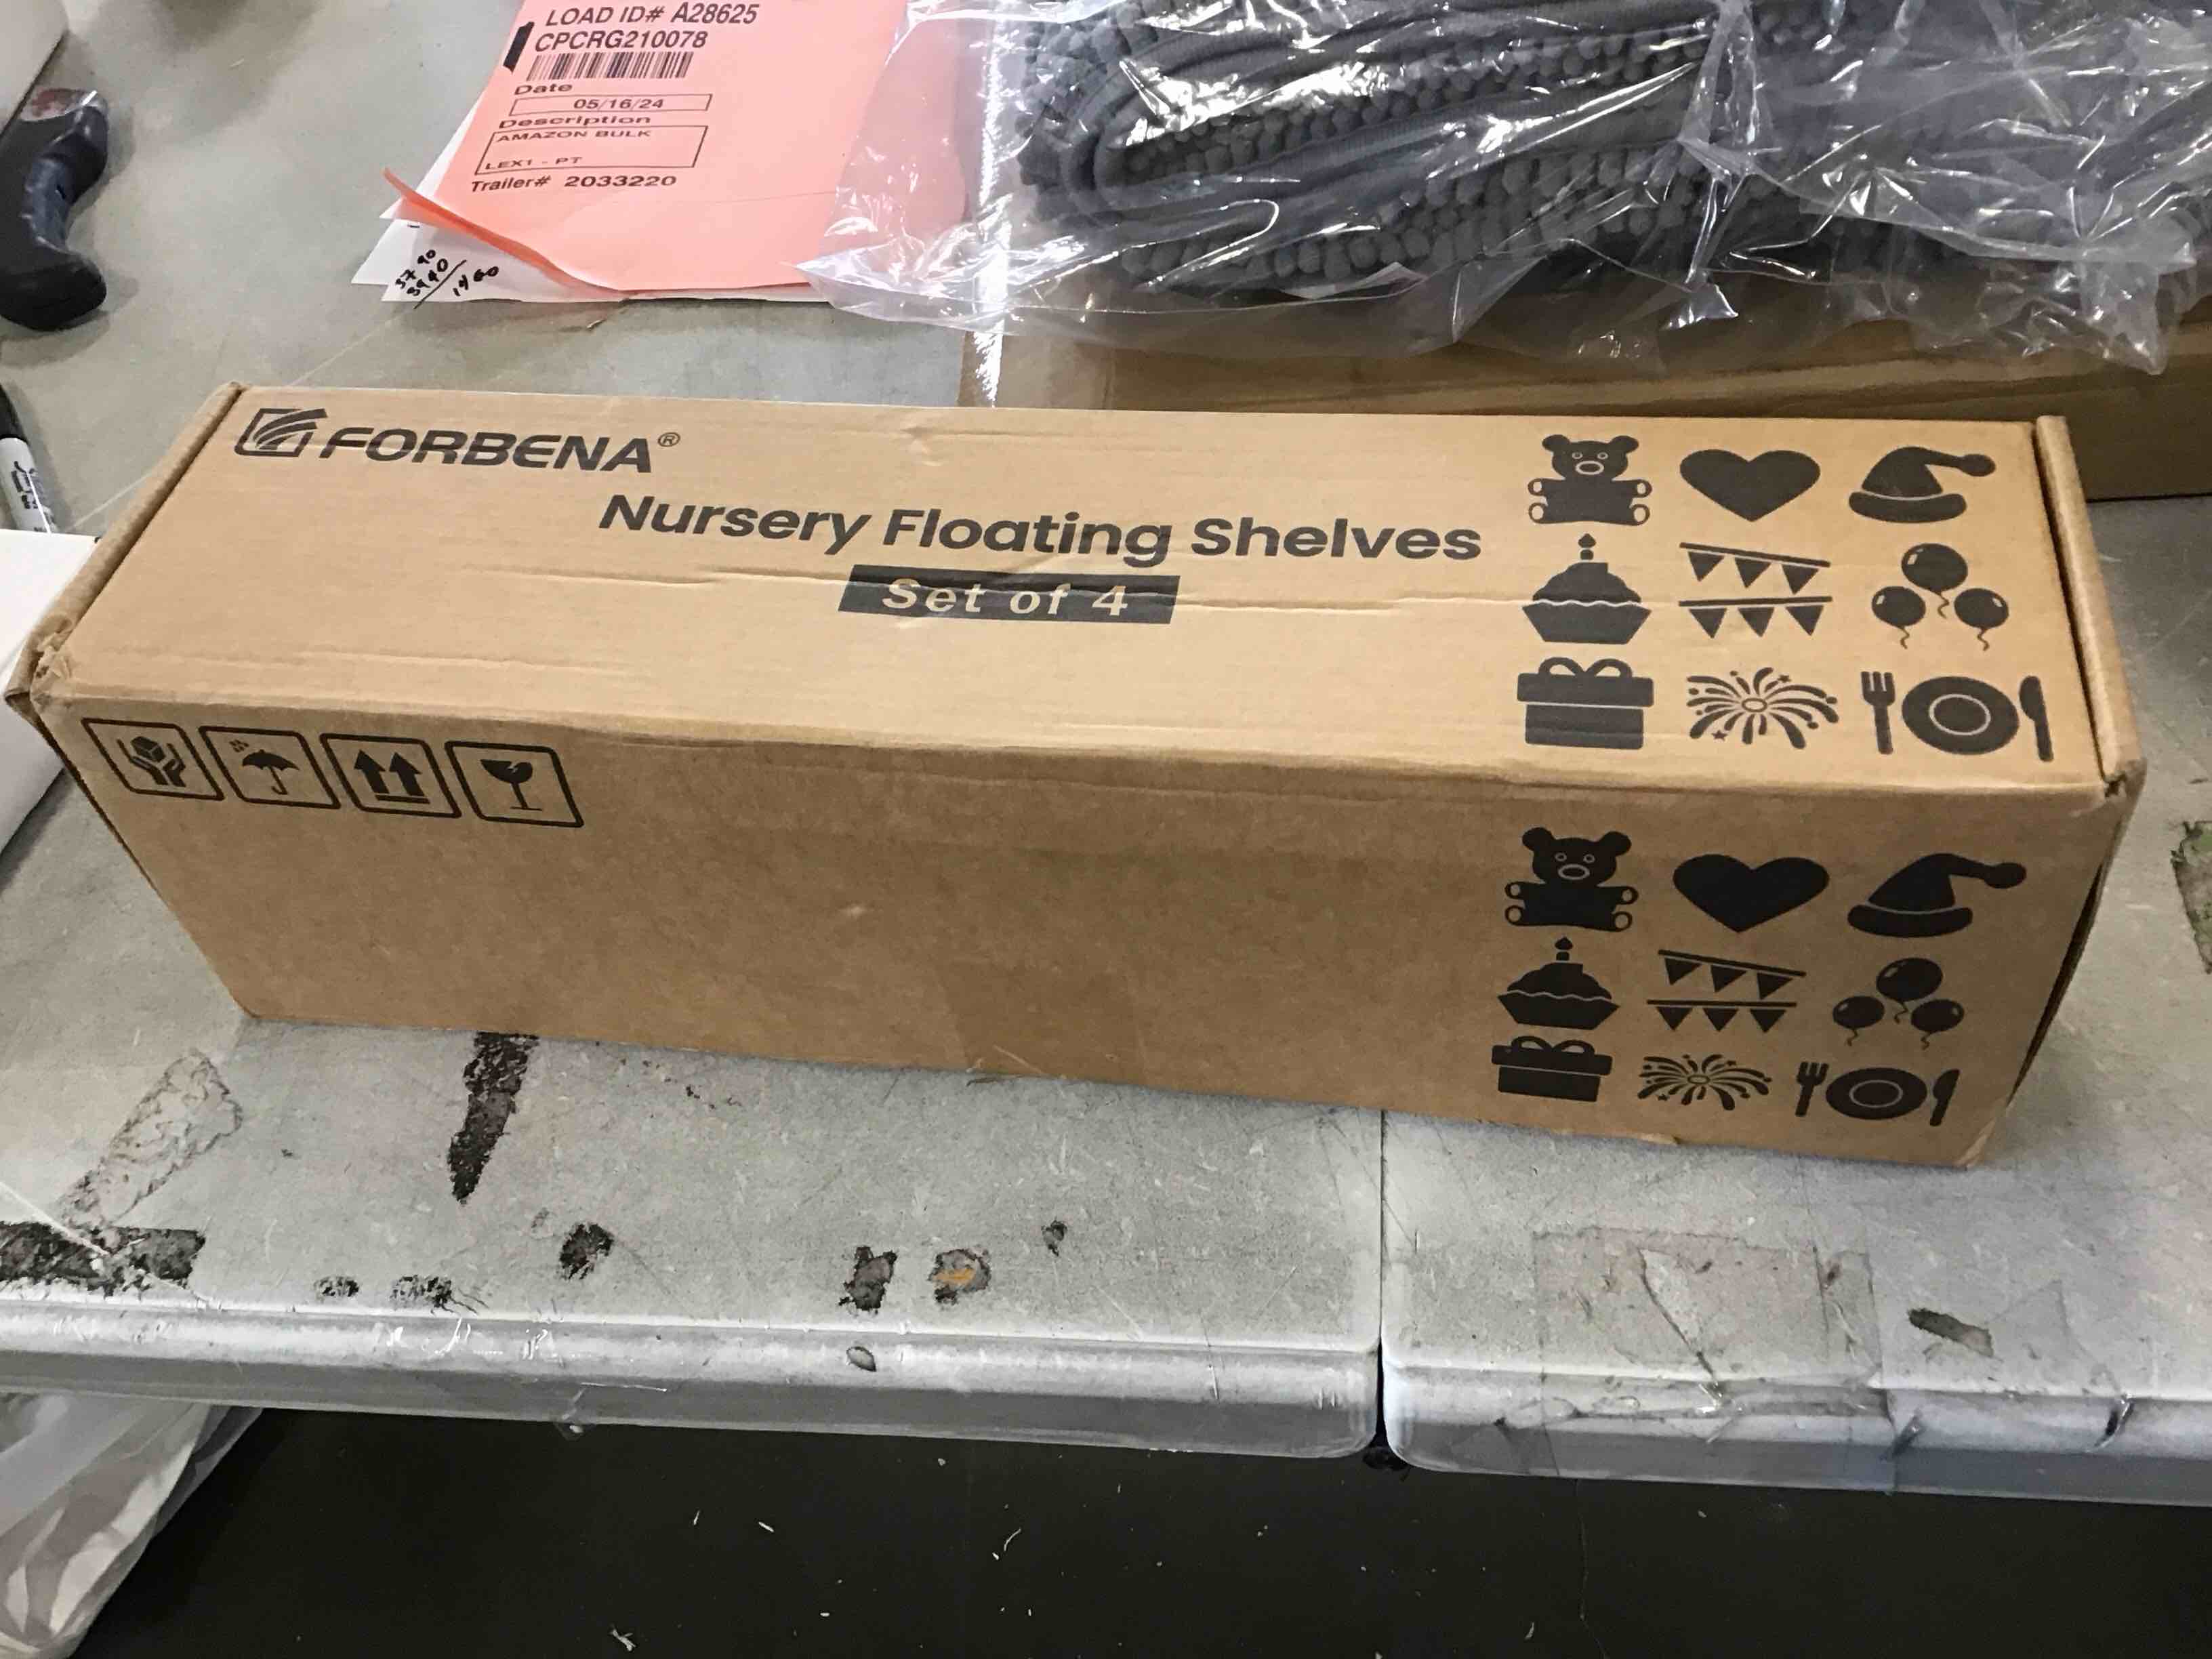 LOAD ID# A28625
CPCRG210078
Date
05/16/24
Description
AMAZON BULK
LEX1 - PT
Trailer# 2033220
FORBENA®
Nursery Floating Shelves
Set of 4